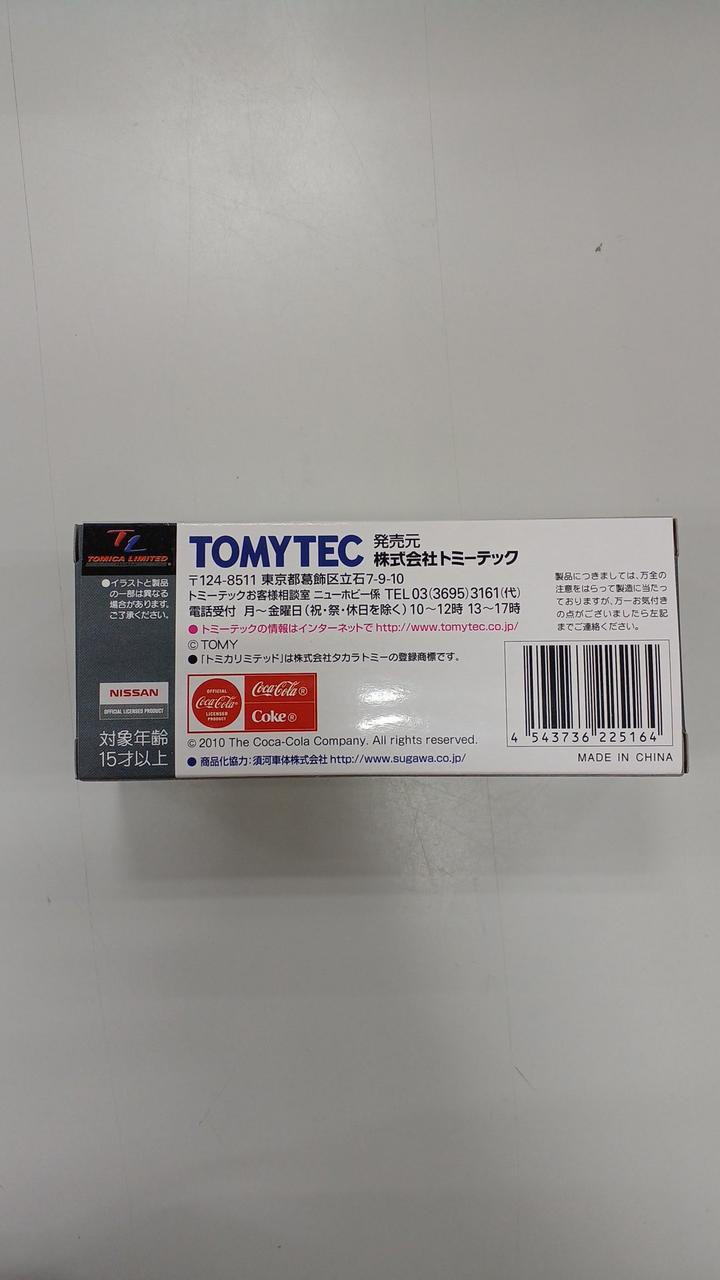 TL
TOMICA LIMITED®
●イラストと製品
の一部は異なる
場合があります。
ご了承ください。
NISSAN
OFFICIAL LICENSED PRODUCT
対象年齢
15才以上
TOMYTEC
発売元
株式会社トミーテック
〒124-8511 東京都葛飾区立石7-9-10
トミーテックお客様相談室 ニューホビー係 TEL 03(3695)3161(代)
電話受付 月～金曜日(祝・祭・休日を除く)10～12時 13～17時
●トミーテックの情報はインターネットで http://www.tomytec.co.jp/
© TOMY
●「トミカリミテッド」は株式会社タカラトミーの登録商標です。
OFFICIAL
Coca-Cola®
LICENSED
PRODUCT
Coca-Cola®
Coke®
© 2010 The Coca-Cola Company. All rights reserved.
●商品化協力:須河車体株式会社 http://www.sugawa.co.jp/
製品につきましては、万全の
注意をはらって製造に当たっ
ておりますが、万一お気付き
の点がございましたら左記
までご連絡ください。
4 543736 225164
MADE IN CHINA